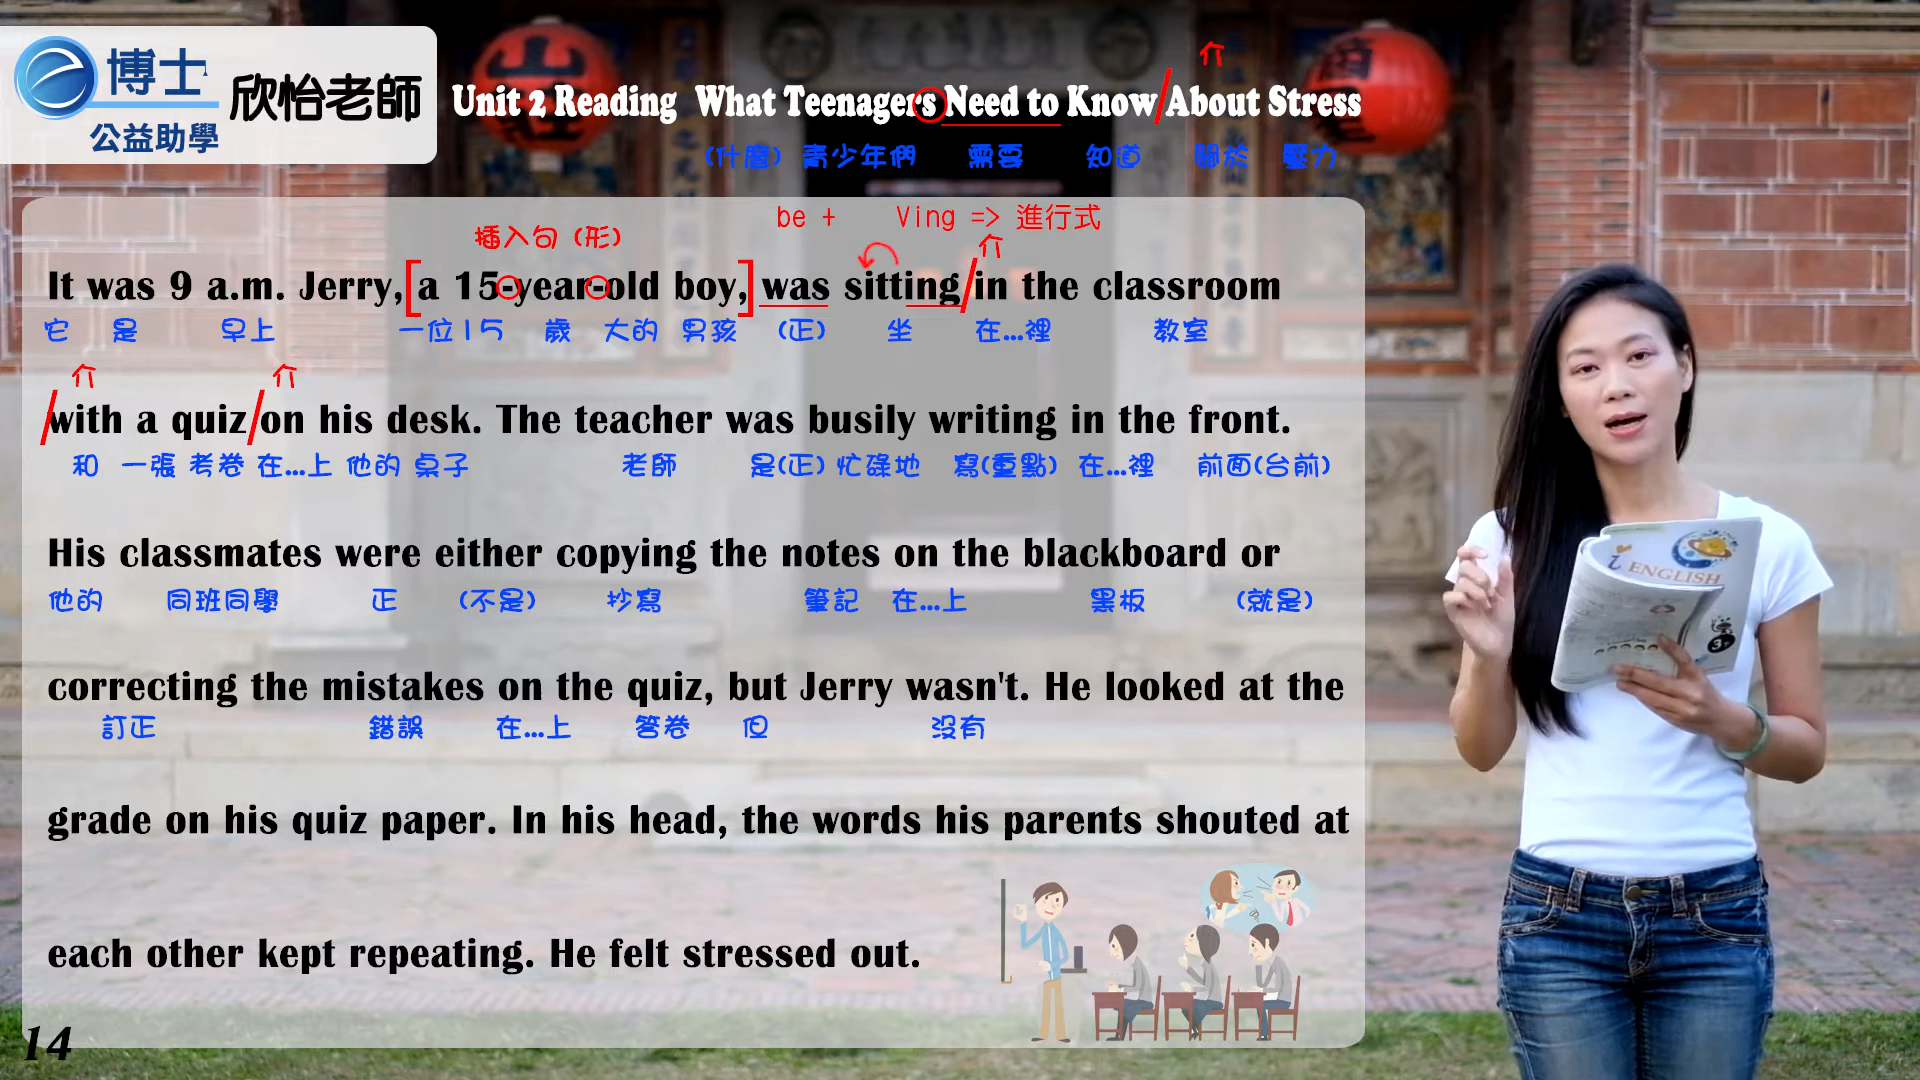 博士
公益助學
欣怡老師
山
介
Unit 2 Reading What Teenagers Need to Know/About Stress
(什麼) 青少年們 需要 知道 關於 壓力
be + Ving => 進行式
插入句 (形) 介
It was 9 a.m. Jerry, [a 15-year-old boy,] was sitting/in the classroom
它 是 早上 一位15 歲 大的 男孩 (正) 坐 在...裡 教室
介 介
/with a quiz/on his desk. The teacher was busily writing in the front.
和 一張 考卷 在...上 他的 桌子 老師 是(正) 忙碌地 寫(重點) 在...裡 前面(台前)
His classmates were either copying the notes on the blackboard or
他的 同班同學 正 (不是) 抄寫 筆記 在...上 黑板 (就是)
correcting the mistakes on the quiz, but Jerry wasn't. He looked at the
訂正 錯誤 在...上 答卷 但 沒有
grade on his quiz paper. In his head, the words his parents shouted at
each other kept repeating. He felt stressed out.
14
i ENGLISH
3